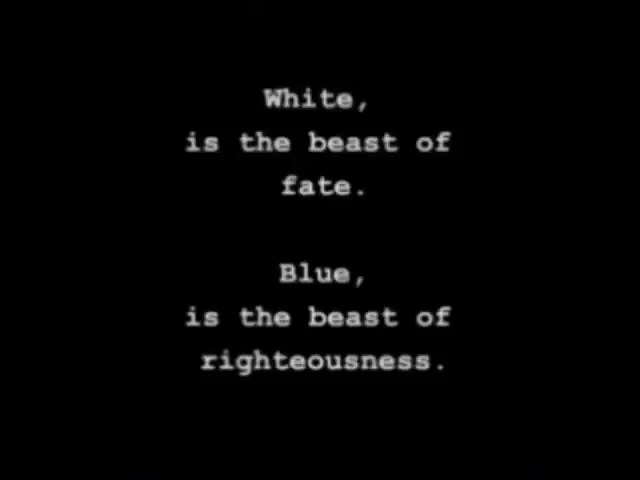 White,
is the beast of
fate.
Blue,
is the beast of
righteousness.